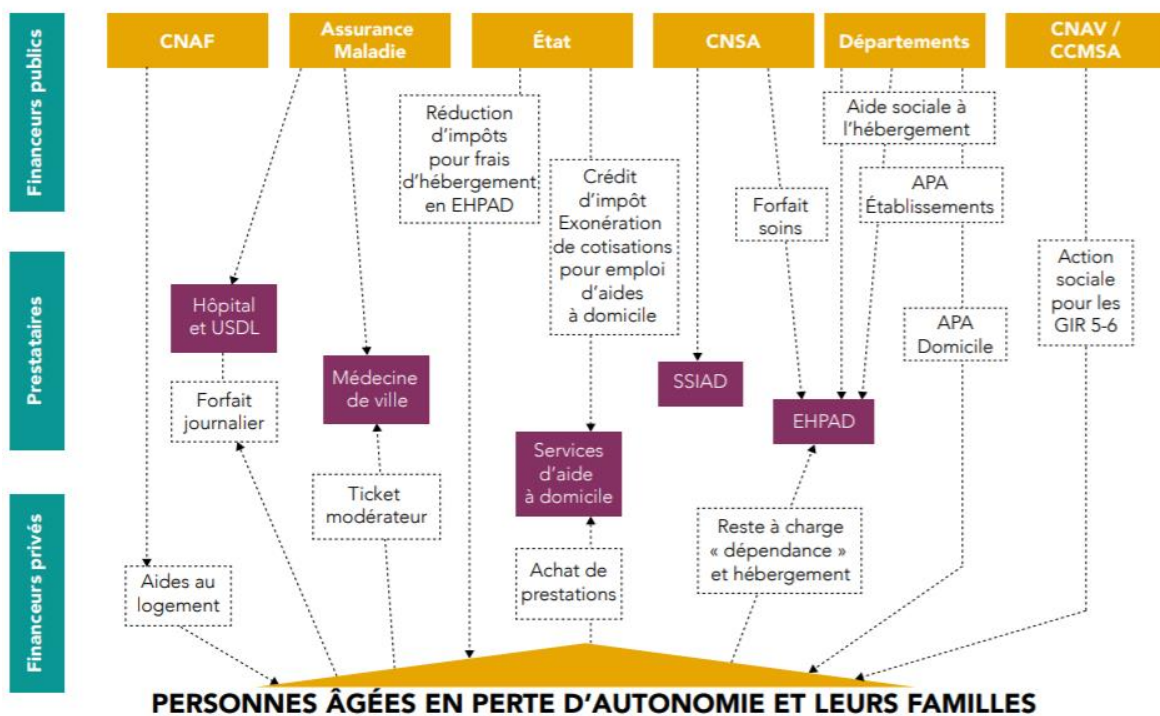 Financeurs publics
CNAF
Assurance
Maladie
État
CNSA
Départements
CNAV /
CCMSA
Réduction
d'impôts
pour frais
d'hébergement
en EHPAD
Crédit
d'impôt
Exonération
de cotisations
pour emploi
d'aides
à domicile
Forfait
soins
Aide sociale à
l'hébergement
APA
Établissements
APA
Domicile
Action
sociale
pour les
GIR 5-6
Prestataires
Hôpital
et USDL
Forfait
journalier
Médecine
de ville
Services
d'aide
à domicile
SSIAD
EHPAD
Financeurs privés
Aides au
logement
Ticket
modérateur
Achat de
prestations
Reste à charge
« dépendance »
et hébergement
PERSONNES ÂGÉES EN PERTE D'AUTONOMIE ET LEURS FAMILLES